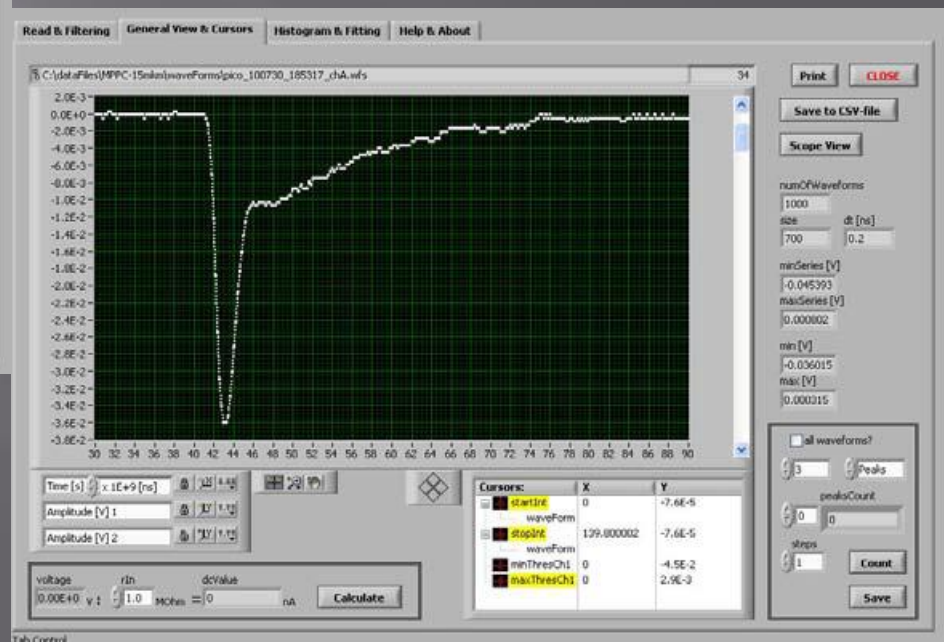 Read & Filtering General View & Cursors Histogram & Fitting Help & About
C:\dataFiles\MPPC-15mkm\waveForms\pico_100730_185317_chA.wfs 34
Print CLOSE
Save to CSV-file
Scope View
2.0E-3
0.0E+0
-2.0E-3
-4.0E-3
-6.0E-3
-8.0E-3
-1.0E-2
-1.2E-2
-1.4E-2
-1.6E-2
-1.8E-2
-2.0E-2
-2.2E-2
-2.4E-2
-2.6E-2
-2.8E-2
-3.0E-2
-3.2E-2
-3.4E-2
-3.6E-2
-3.8E-2
30 32 34 36 38 40 42 44 46 48 50 52 54 56 58 60 62 64 66 68 70 72 74 76 78 80 82 84 86 88 90
numOfWaveforms
1000
size dt [ns]
700 0.2
minSeries [V]
-0.045393
maxSeries [V]
0.000802
min [V]
-0.036015
max [V]
0.000315
Time [s] x 1E+9 [ns]
Amplitude [V] 1
Amplitude [V] 2
Cursors: X Y
startInt 0 -7.6E-5
waveForm
stopInt 139.800002 -7.6E-5
waveForm
minThresCh1 0 -4.5E-2
maxThresCh1 0 2.9E-3
all waveforms?
3 Peaks
peaksCount
0 0
steps
1 Count
Save
voltage rIn dcValue
0.00E+0 V : 1.0 MOhm = 0 nA Calculate
Tab Control